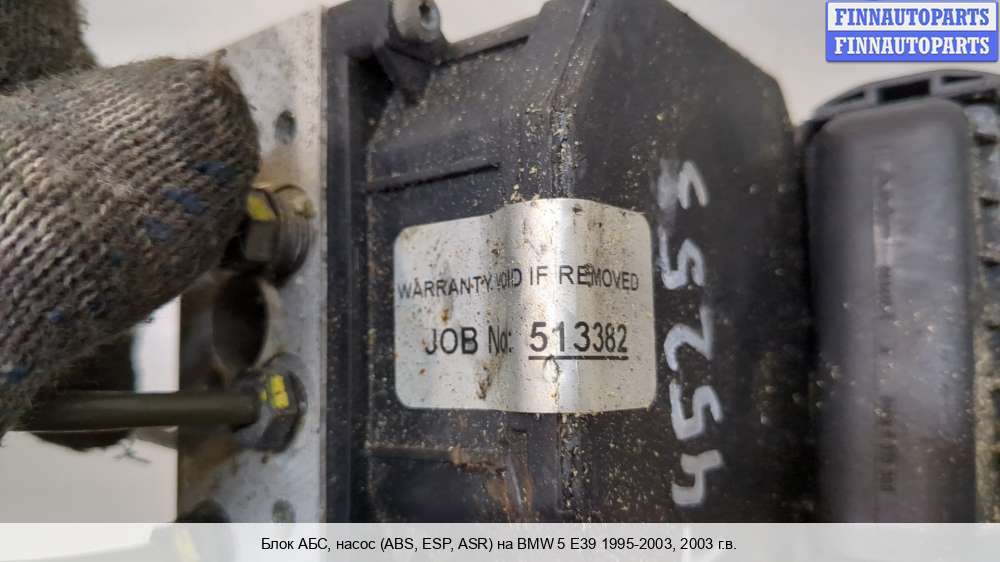 FINNAUTOPARTS
FINNAUTOPARTS
WARRANTY VOID IF REMOVED
JOB No: 513382
Блок АБС, насос (ABS, ESP, ASR) на BMW 5 E39 1995-2003, 2003 г.в.